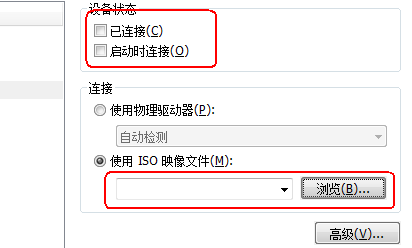 设备状态
已连接(C)
启动时连接(O)
连接
使用物理驱动器(P):
自动检测
使用 ISO 映像文件(M):
浏览(B)...
高级(V)...